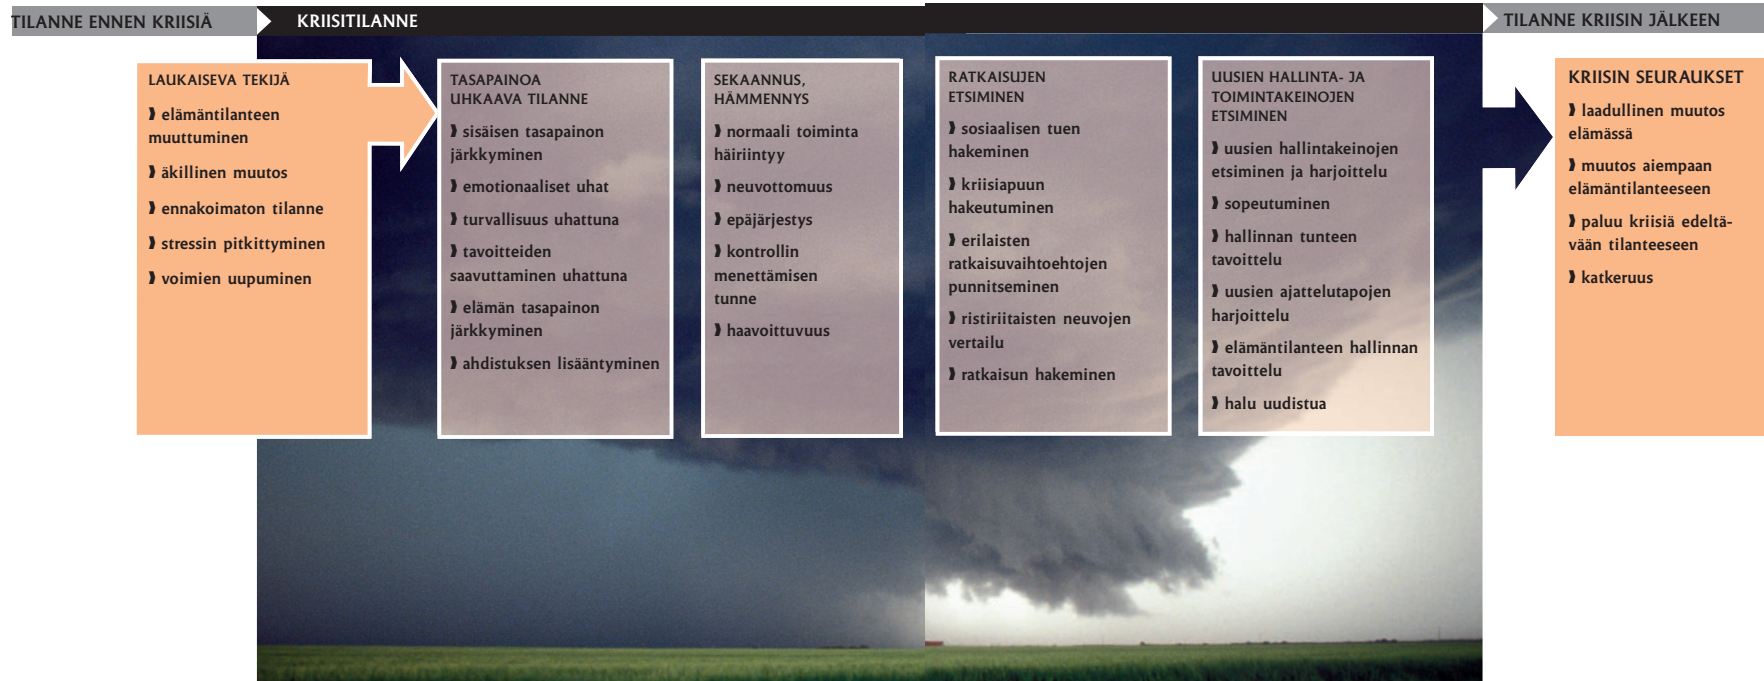 TILANNE ENNEN KRIISIÄ
KRIISITILANNE
TILANNE KRIISIN JÄLKEEN
LAUKAISEVA TEKIJÄ
❫ elämäntilanteen
muuttuminen
❫ äkillinen muutos
❫ ennakoimaton tilanne
❫ stressin pitkittyminen
❫ voimien uupuminen
TASAPAINOA
UHKAAVA TILANNE
❫ sisäisen tasapainon
järkkyminen
❫ emotionaaliset uhat
❫ turvallisuus uhattuna
❫ tavoitteiden
saavuttaminen uhattuna
❫ elämän tasapainon
järkkyminen
❫ ahdistuksen lisääntyminen
SEKAANNUS,
HÄMMENNYS
❫ normaali toiminta
häiriintyy
❫ neuvottomuus
❫ epäjärjestys
❫ kontrollin
menettämisen
tunne
❫ haavoittuvuus
RATKAISUJEN
ETSIMINEN
❫ sosiaalisen tuen
hakeminen
❫ kriisiapuun
hakeutuminen
❫ erilaisten
ratkaisuvaihtoehtojen
punnitseminen
❫ ristiriitaisten neuvojen
vertailu
❫ ratkaisun hakeminen
UUSIEN HALLINTA- JA
TOIMINTAKEINOJEN
ETSIMINEN
❫ uusien hallintakeinojen
etsiminen ja harjoittelu
❫ sopeutuminen
❫ hallinnan tunteen
tavoittelu
❫ uusien ajattelutapojen
harjoittelu
❫ elämäntilanteen hallinnan
tavoittelu
❫ halu uudistua
KRIISIN SEURAUKSET
❫ laadullinen muutos
elämässä
❫ muutos aiempaan
elämäntilanteeseen
❫ paluu kriisiä edeltä-
vään tilanteeseen
❫ katkeruus